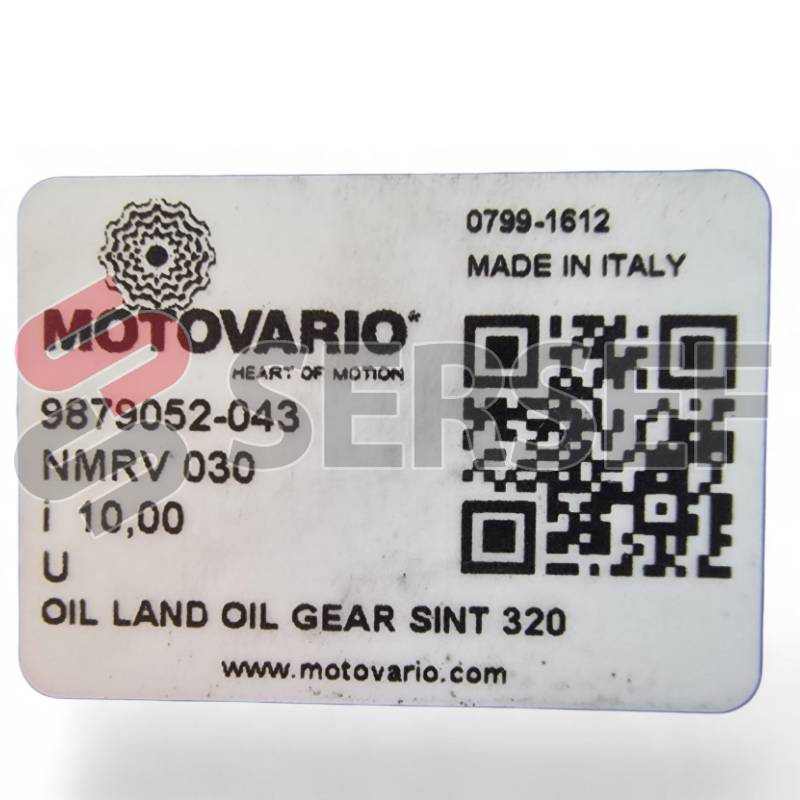 0799-1612
MADE IN ITALY
MOTOVARIO®
HEART OF MOTION
SERSEF
9879052-043
NMRV 030
i 10,00
U
OIL LAND OIL GEAR SINT 320
www.motovario.com